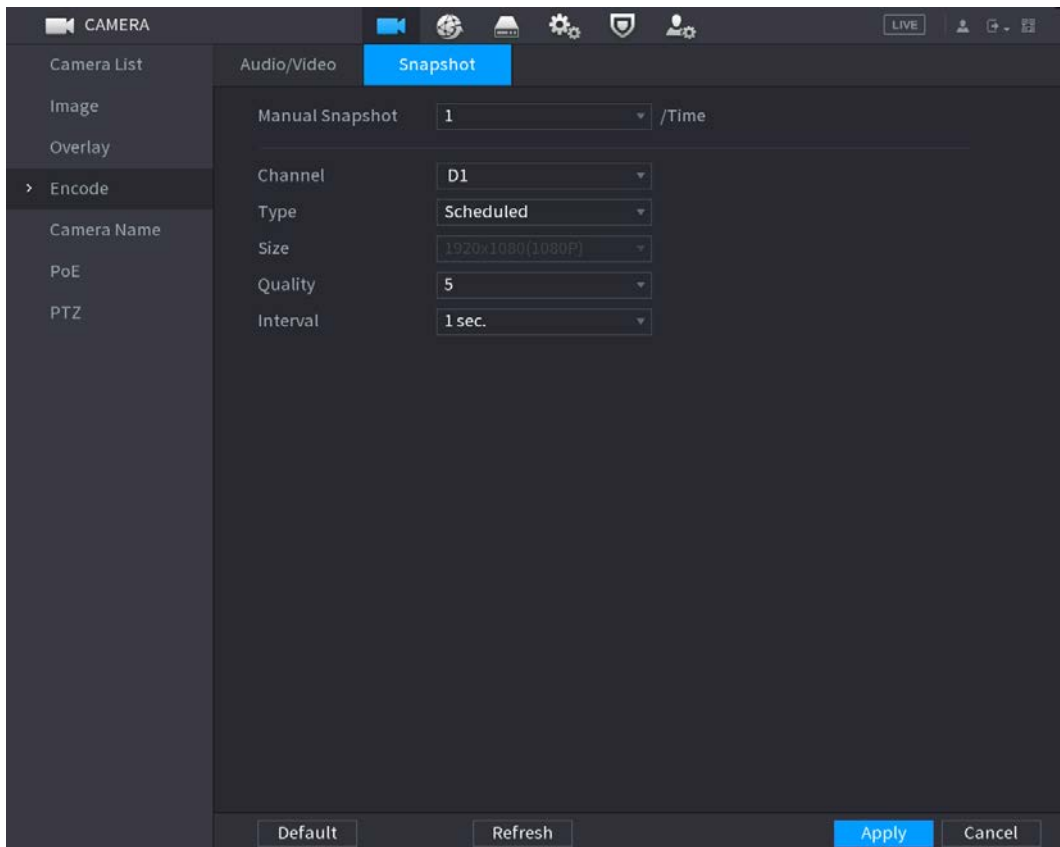 CAMERA LIVE
Camera List
Image
Overlay
Encode
Camera Name
PoE
PTZ
Audio/Video Snapshot
Manual Snapshot 1 /Time
Channel D1
Type Scheduled
Size 1920x1080(1080P)
Quality 5
Interval 1 sec.
Default Refresh Apply Cancel